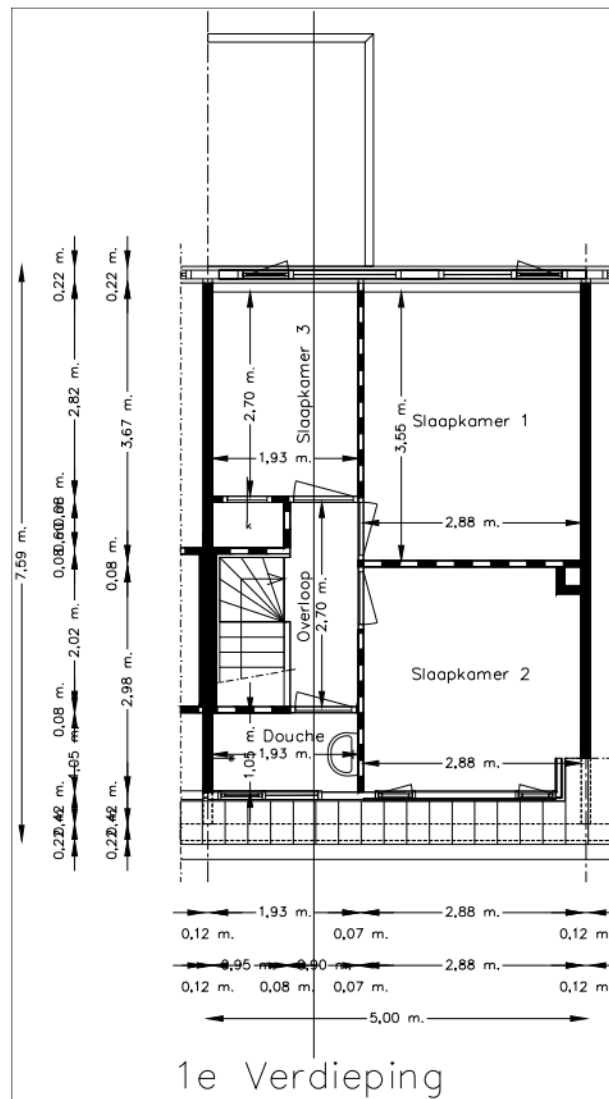 0,22 m.
0,22 m.
2,82 m.
3,67 m.
2,70 m.
Slaapkamer 3
3,55 m.
Slaapkamer 1
1,93 m.
2,88 m.
7,59 m.
0,08 m.
2,02 m.
Overloop
2,70 m.
2,98 m.
Slaapkamer 2
0,08 m.
1,05 m.
Douche
1,93 m.
1,05 m.
2,88 m.
1,93 m.
2,88 m.
0,12 m.
0,07 m.
0,12 m.
0,95 m.
0,90 m.
2,88 m.
0,12 m.
0,08 m.
0,07 m.
0,12 m.
5,00 m.
1e Verdieping